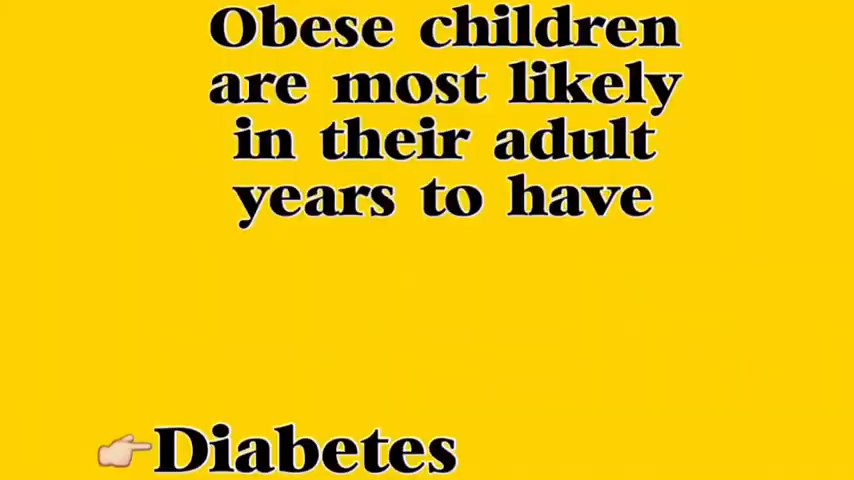 Obese children
are most likely
in their adult
years to have
👉Diabetes